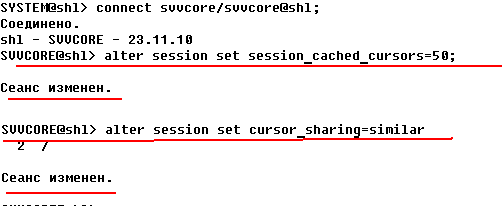 SYSTEM@shl> connect svvcore/svvcore@shl;
Соединено.
shl - SVVCORE - 23.11.10
SVVCORE@shl> alter session set session_cached_cursors=50;
Сеанс изменен.
SVVCORE@shl> alter session set cursor_sharing=similar
2 /
Сеанс изменен.